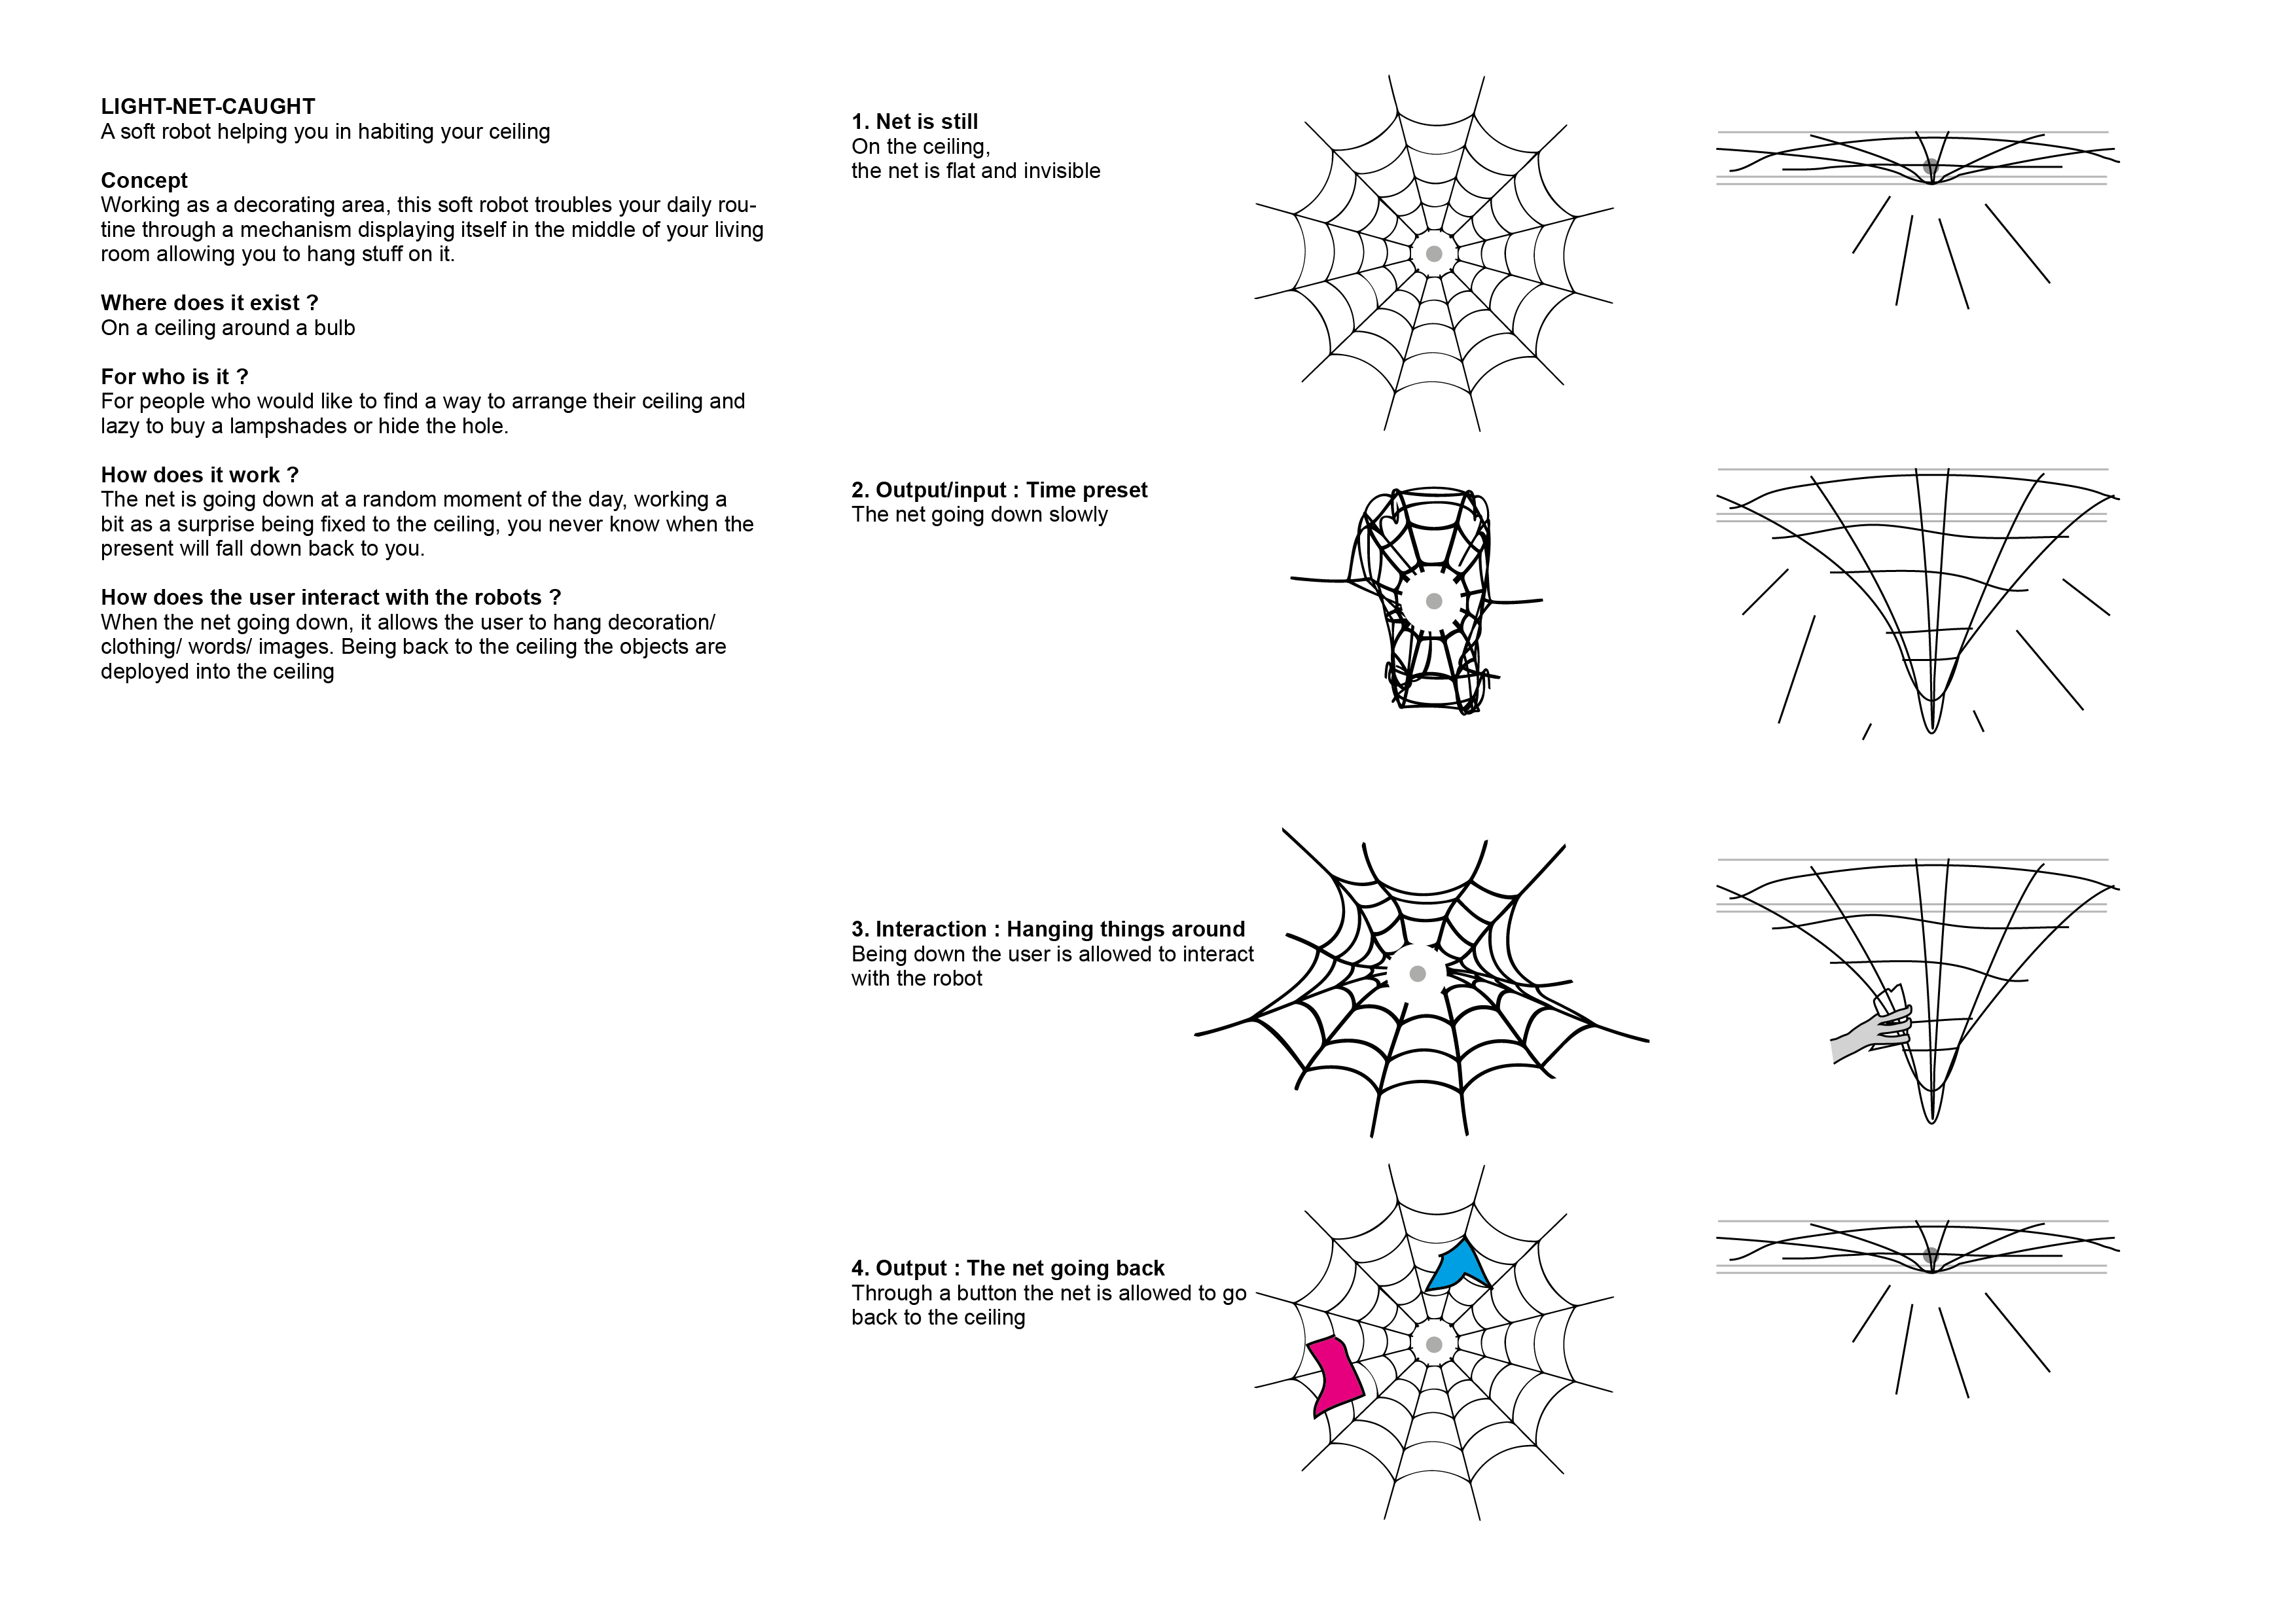 LIGHT-NET-CAUGHT
A soft robot helping you in habiting your ceiling
Concept
Working as a decorating area, this soft robot troubles your daily rou-
tine through a mechanism displaying itself in the middle of your living
room allowing you to hang stuff on it.
Where does it exist ?
On a ceiling around a bulb
For who is it ?
For people who would like to find a way to arrange their ceiling and
lazy to buy a lampshades or hide the hole.
How does it work ?
The net is going down at a random moment of the day, working a
bit as a surprise being fixed to the ceiling, you never know when the
present will fall down back to you.
How does the user interact with the robots ?
When the net going down, it allows the user to hang decoration/
clothing/ words/ images. Being back to the ceiling the objects are
deployed into the ceiling
1. Net is still
On the ceiling,
the net is flat and invisible
2. Output/input : Time preset
The net going down slowly
3. Interaction : Hanging things around
Being down the user is allowed to interact
with the robot
4. Output : The net going back
Through a button the net is allowed to go
back to the ceiling